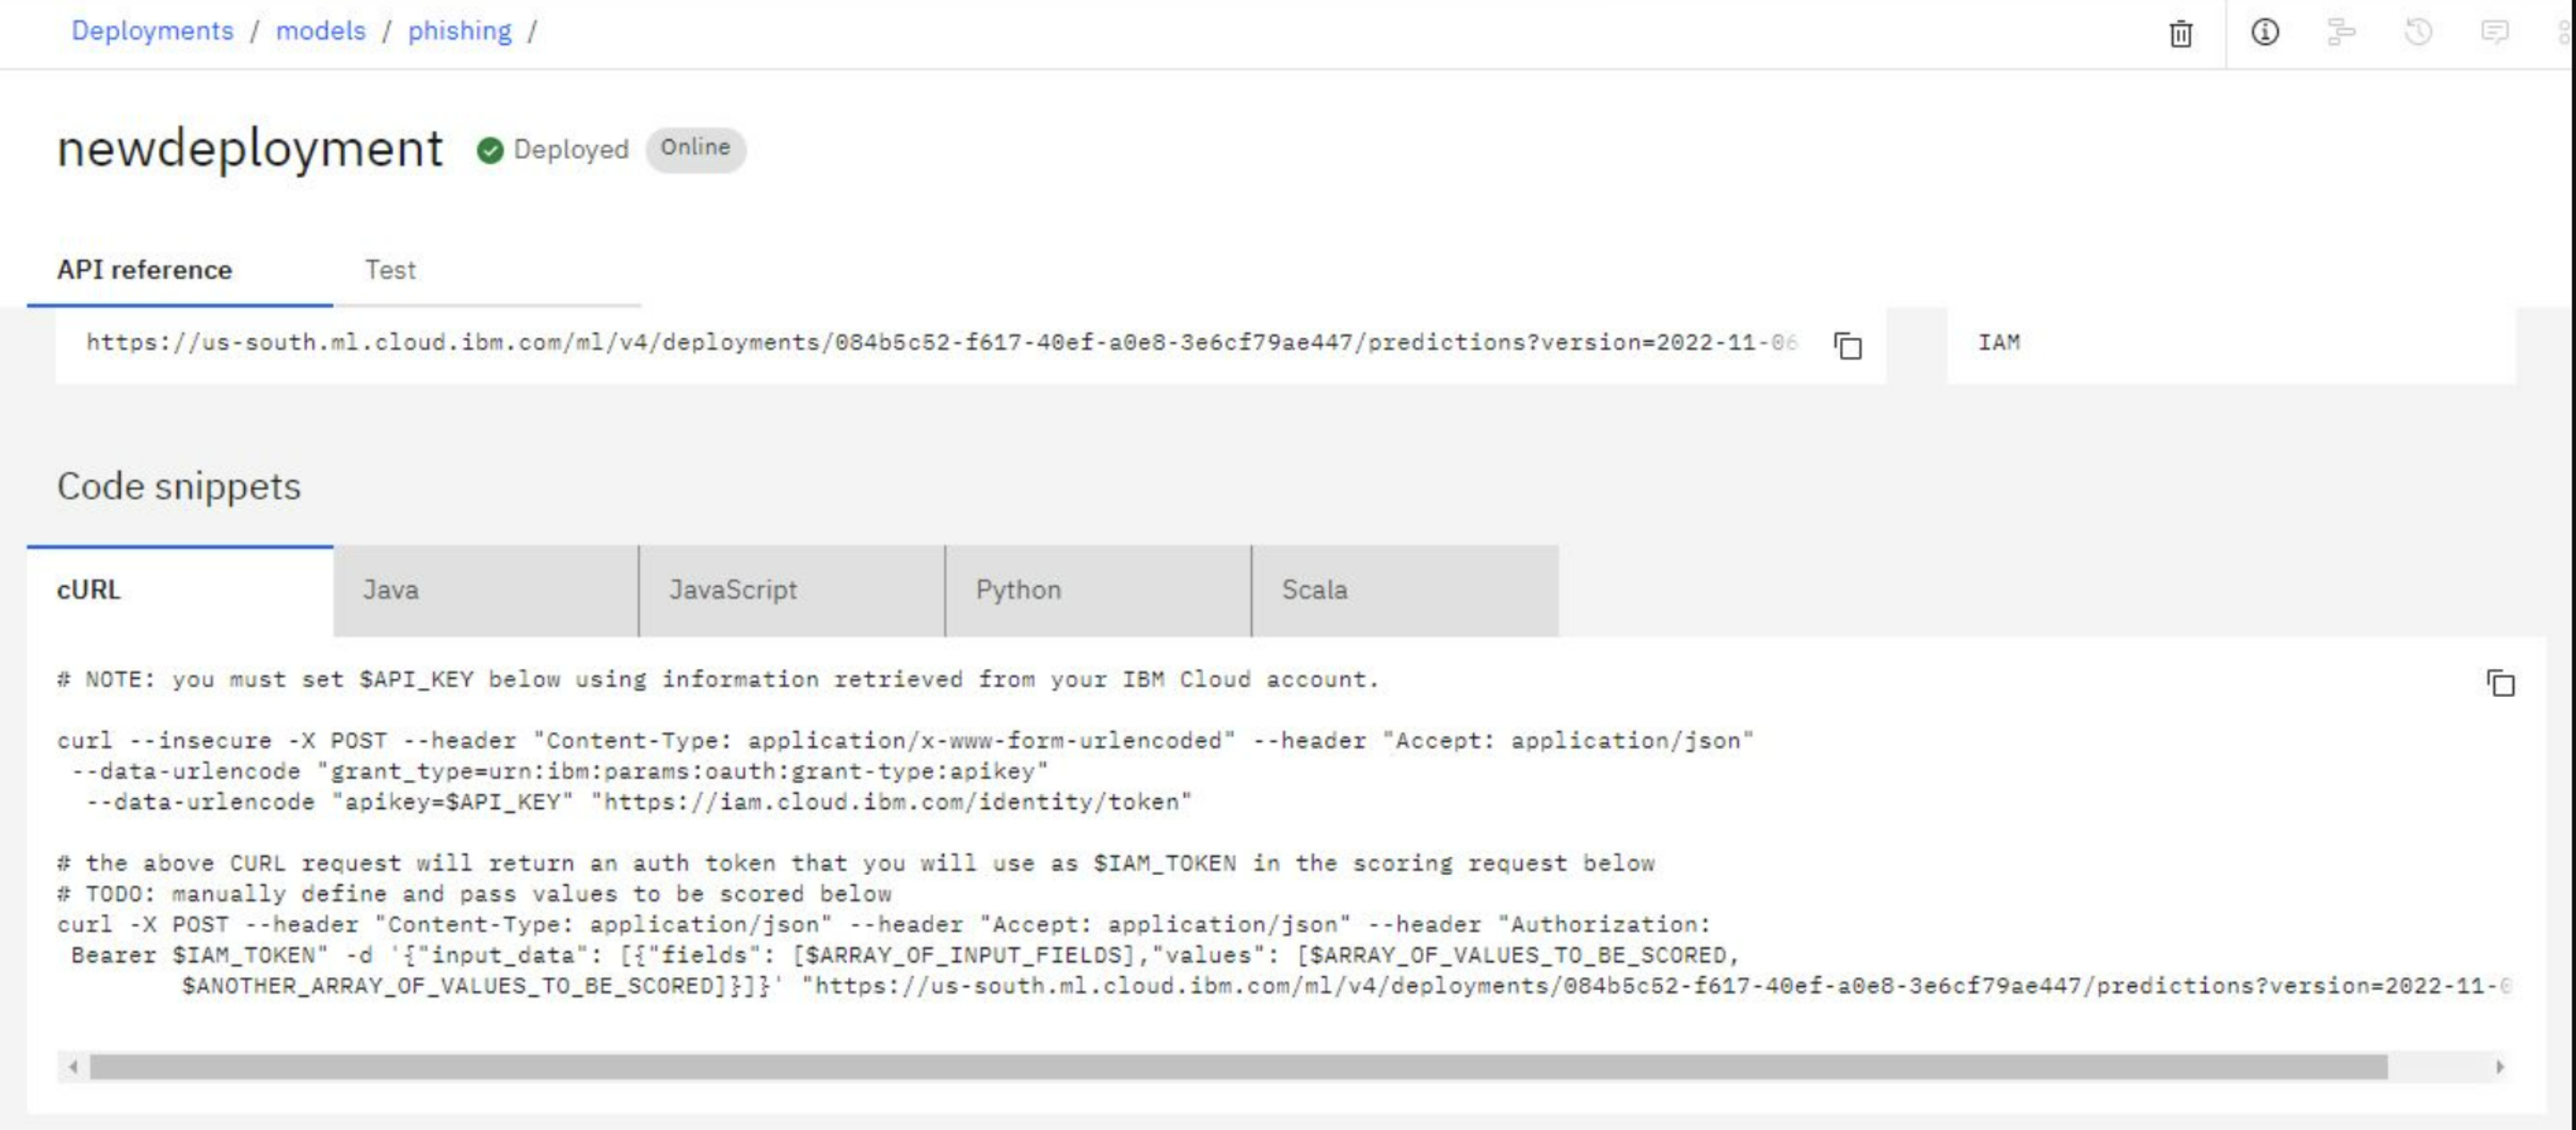 Deployments / models / phishing /
newdeployment Deployed Online
API reference Test
https://us-south.ml.cloud.ibm.com/ml/v4/deployments/084b5c52-f617-40ef-a0e8-3e6cf79ae447/predictions?version=2022-11-06 IAM
Code snippets
cURL Java JavaScript Python Scala
# NOTE: you must set $API_KEY below using information retrieved from your IBM Cloud account.
curl --insecure -X POST --header "Content-Type: application/x-www-form-urlencoded" --header "Accept: application/json"
--data-urlencode "grant_type=urn:ibm:params:oauth:grant-type:apikey"
--data-urlencode "apikey=$API_KEY" "https://iam.cloud.ibm.com/identity/token"
# the above CURL request will return an auth token that you will use as $IAM_TOKEN in the scoring request below
# TODO: manually define and pass values to be scored below
curl -X POST --header "Content-Type: application/json" --header "Accept: application/json" --header "Authorization:
Bearer $IAM_TOKEN" -d '{"input_data": [{"fields": [$ARRAY_OF_INPUT_FIELDS],"values": [$ARRAY_OF_VALUES_TO_BE_SCORED,
$ANOTHER_ARRAY_OF_VALUES_TO_BE_SCORED]}]}' "https://us-south.ml.cloud.ibm.com/ml/v4/deployments/084b5c52-f617-40ef-a0e8-3e6cf79ae447/predictions?version=2022-11-0